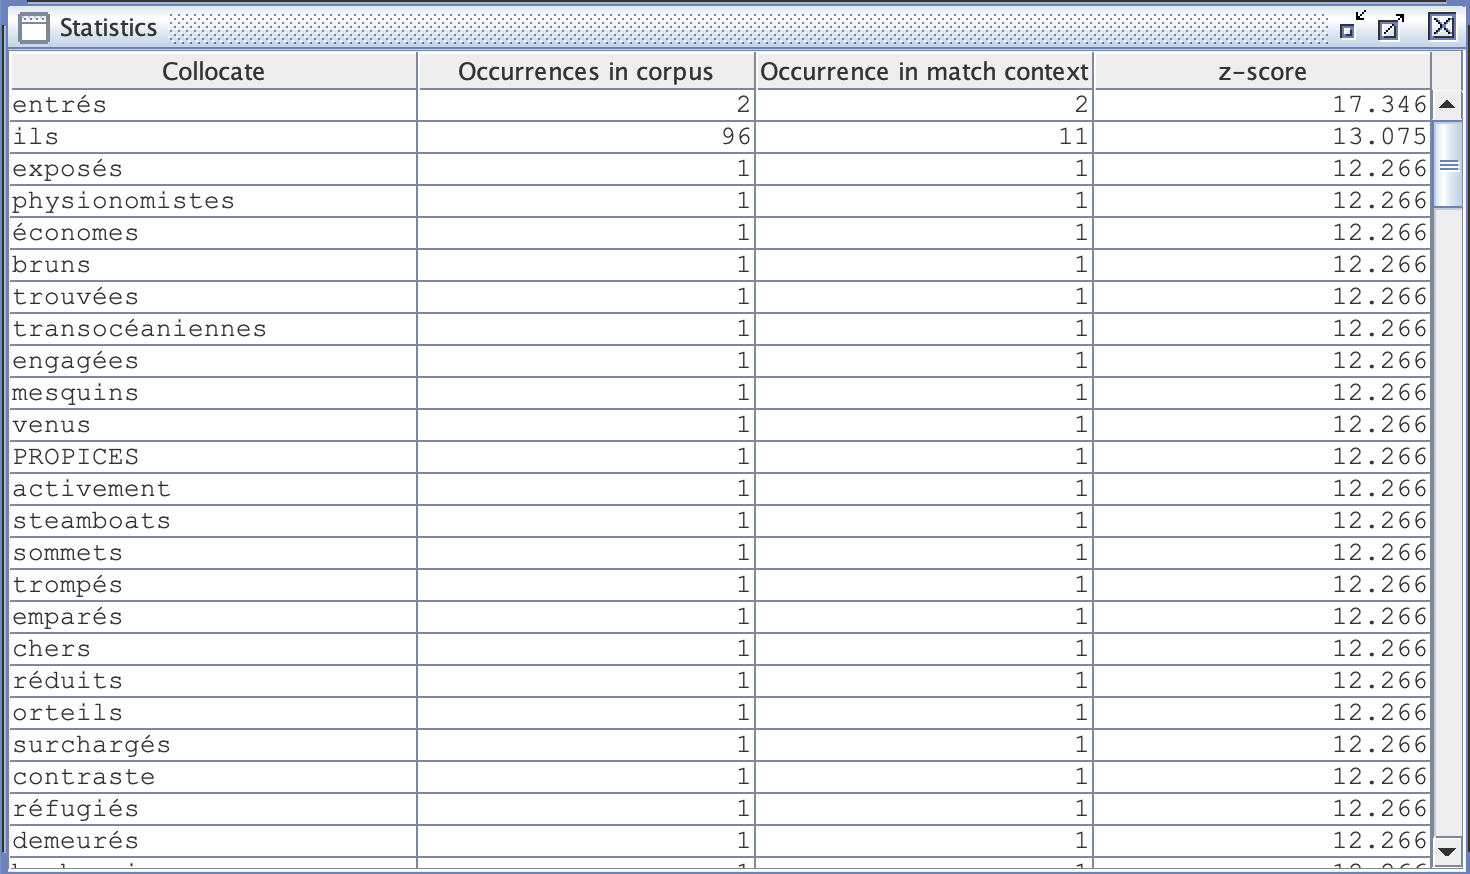 Statistics
Collocate Occurrences in corpus Occurrence in match context z-score
entrés 2 2 17.346
ils 96 11 13.075
exposés 1 1 12.266
physionomistes 1 1 12.266
économes 1 1 12.266
bruns 1 1 12.266
trouvées 1 1 12.266
transocéaniennes 1 1 12.266
engagées 1 1 12.266
mesquins 1 1 12.266
venus 1 1 12.266
PROPICES 1 1 12.266
activement 1 1 12.266
steamboats 1 1 12.266
sommets 1 1 12.266
trompés 1 1 12.266
emparés 1 1 12.266
chers 1 1 12.266
réduits 1 1 12.266
orteils 1 1 12.266
surchargés 1 1 12.266
contraste 1 1 12.266
réfugiés 1 1 12.266
demeurés 1 1 12.266